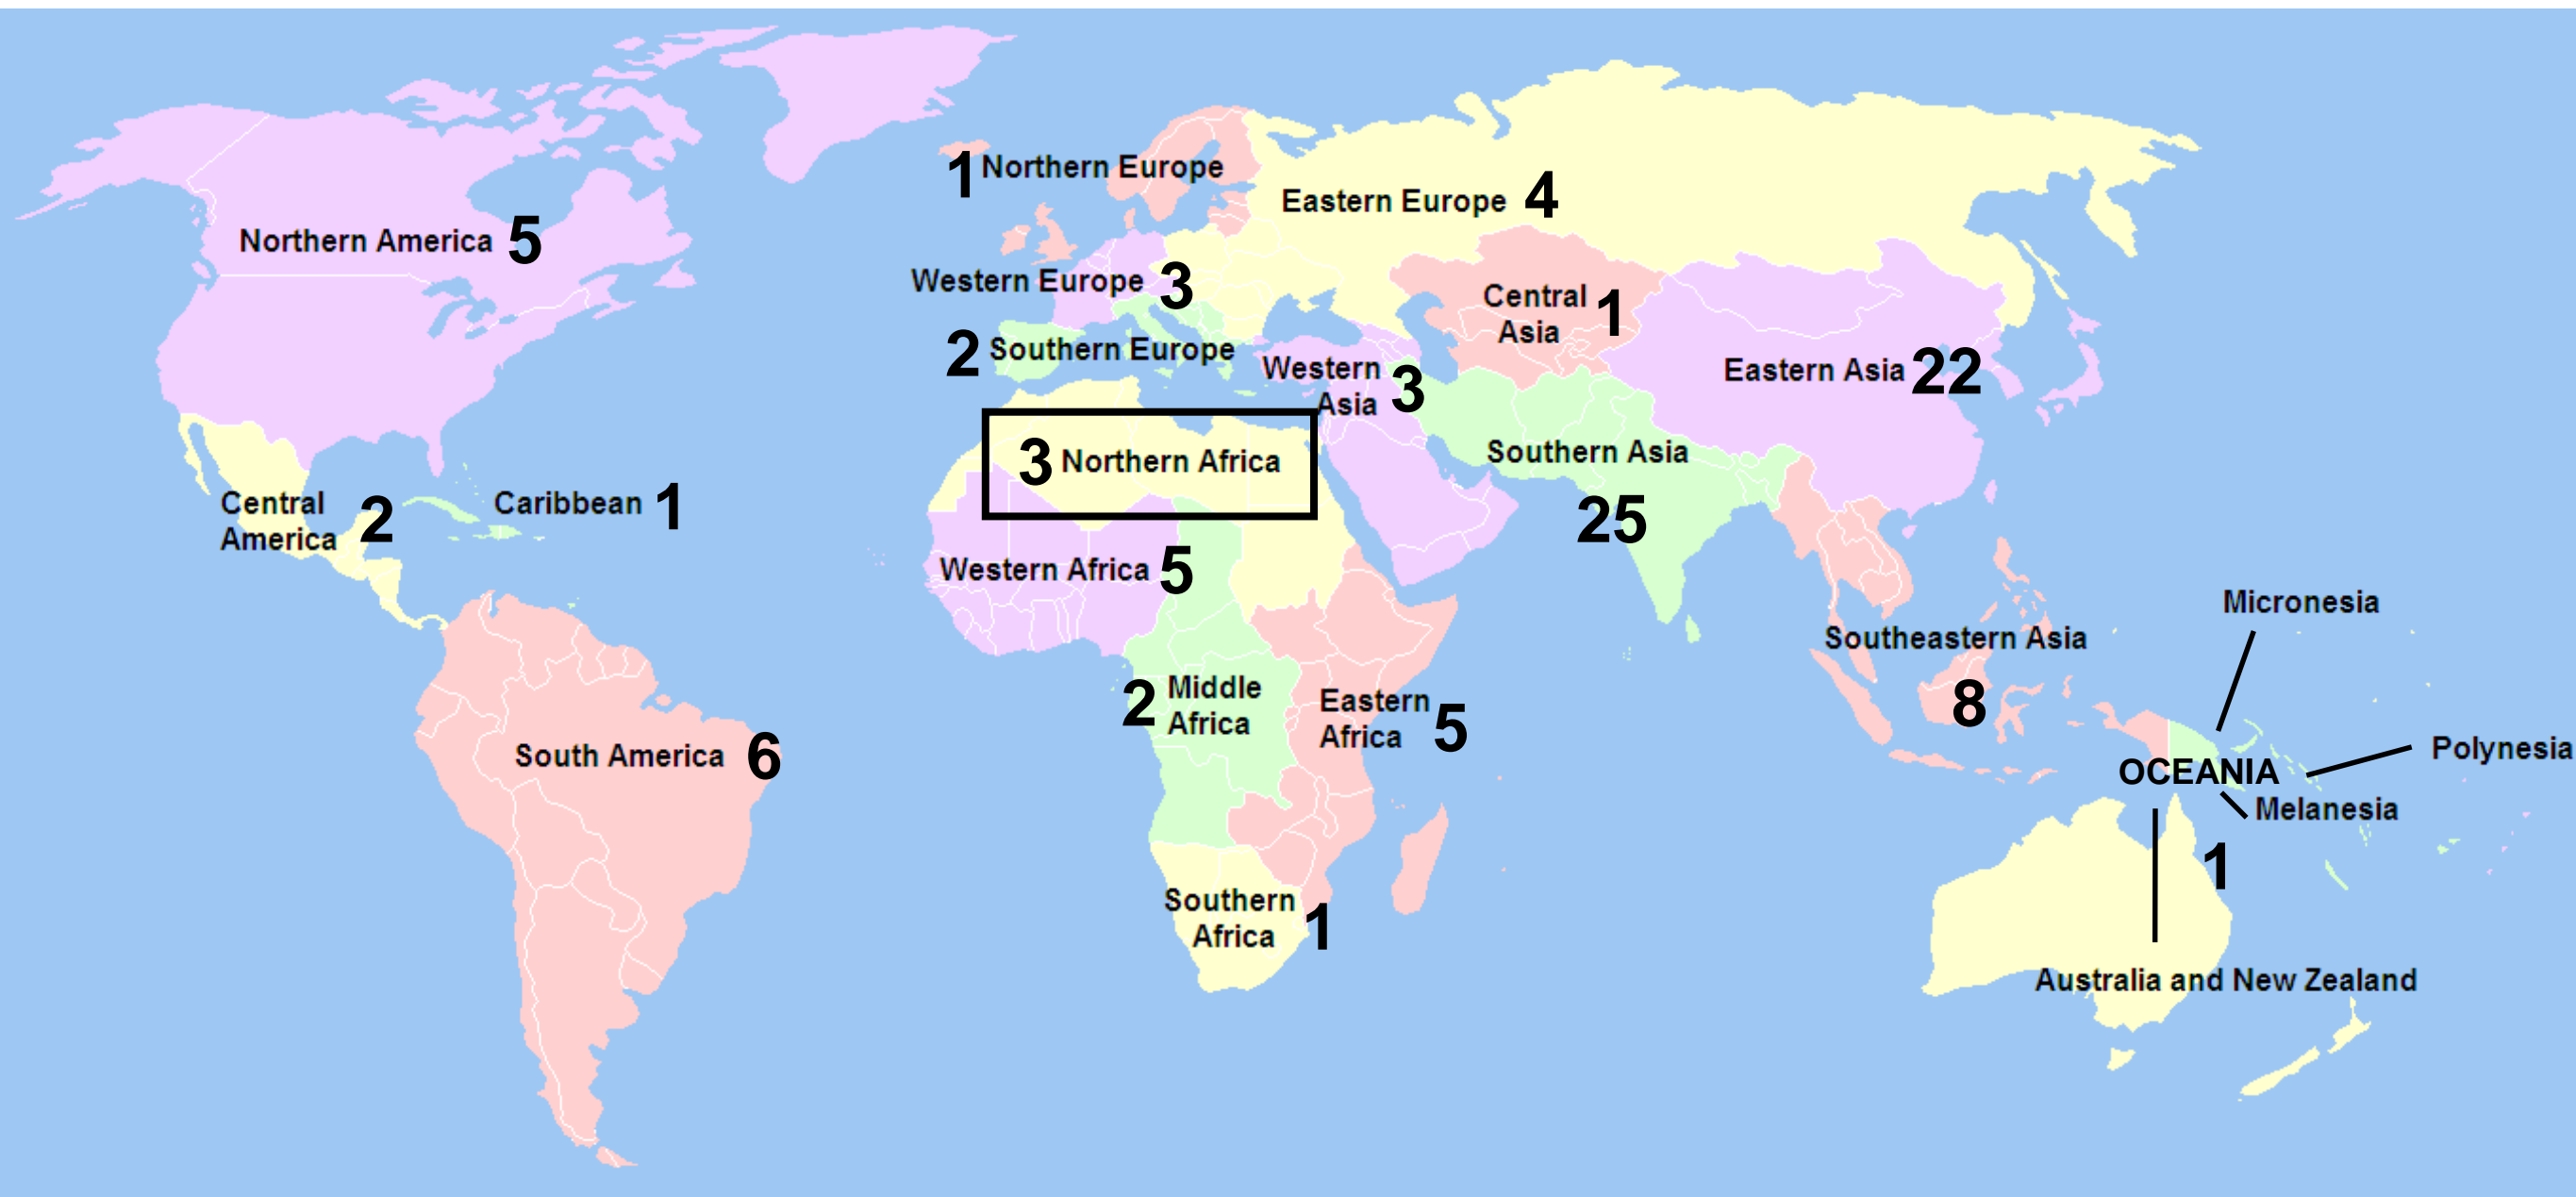 1 Northern Europe
Eastern Europe 4
Northern America 5
Western Europe 3
Central 1
Asia
2 Southern Europe
Western 3
Asia
Eastern Asia 22
3 Northern Africa
Southern Asia
25
Central 2
America
Caribbean 1
Western Africa 5
Micronesia
Southeastern Asia
8
2 Middle
Africa
Eastern 5
Africa
South America 6
Polynesia
OCEANIA
Melanesia
1
Southern 1
Africa
Australia and New Zealand